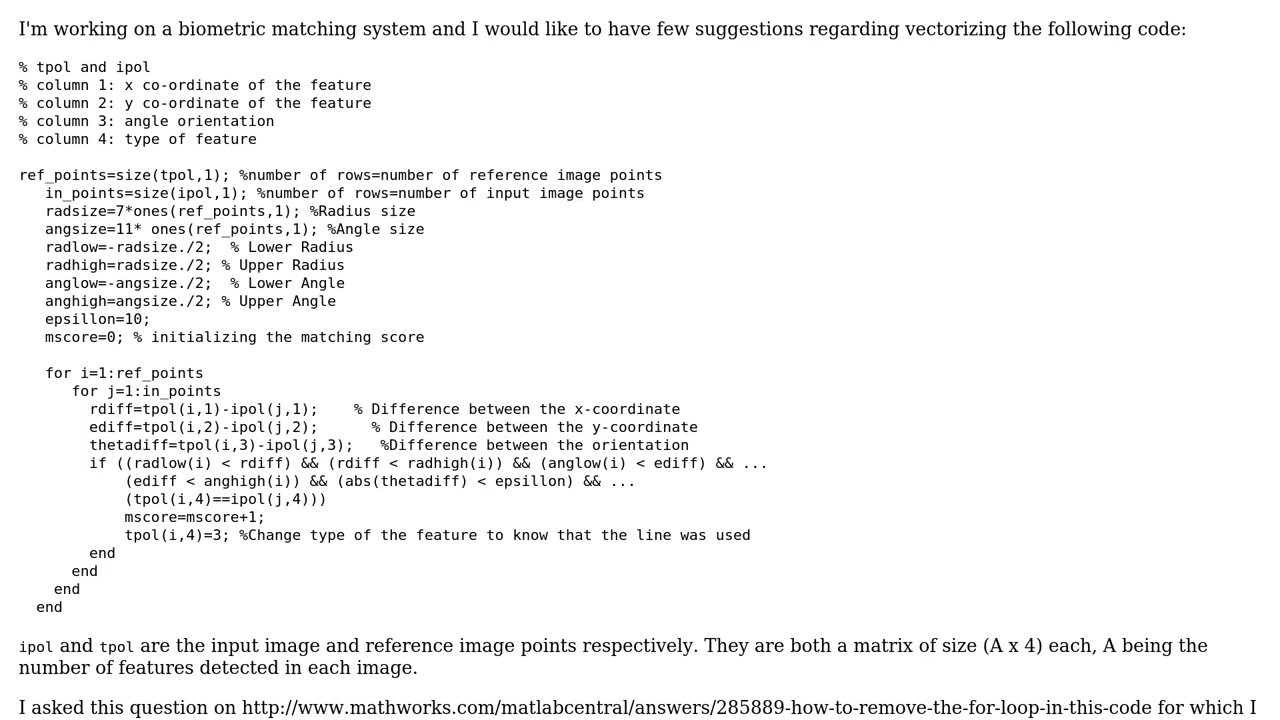 I'm working on a biometric matching system and I would like to have few suggestions regarding vectorizing the following code:
% tpol and ipol
% column 1: x co-ordinate of the feature
% column 2: y co-ordinate of the feature
% column 3: angle orientation
% column 4: type of feature
ref_points=size(tpol,1); %number of rows=number of reference image points
in_points=size(ipol,1); %number of rows=number of input image points
radsize=7*ones(ref_points,1); %Radius size
angsize=11* ones(ref_points,1); %Angle size
radlow=-radsize./2;  % Lower Radius
radhigh=radsize./2; % Upper Radius
anglow=-angsize./2;  % Lower Angle
anghigh=angsize./2; % Upper Angle
epsillon=10;
mscore=0; % initializing the matching score
for i=1:ref_points
for j=1:in_points
rdiff=tpol(i,1)-ipol(j,1);    % Difference between the x-coordinate
ediff=tpol(i,2)-ipol(j,2);      % Difference between the y-coordinate
thetadiff=tpol(i,3)-ipol(j,3);   %Difference between the orientation
if ((radlow(i) < rdiff) && (rdiff < radhigh(i)) && (anglow(i) < ediff) && ...
(ediff < anghigh(i)) && (abs(thetadiff) < epsillon) && ...
(tpol(i,4)==ipol(j,4)))
mscore=mscore+1;
tpol(i,4)=3; %Change type of the feature to know that the line was used
end
end
end
end
ipol and tpol are the input image and reference image points respectively. They are both a matrix of size (A x 4) each, A being the
number of features detected in each image.
I asked this question on http://www.mathworks.com/matlabcentral/answers/285889-how-to-remove-the-for-loop-in-this-code for which I